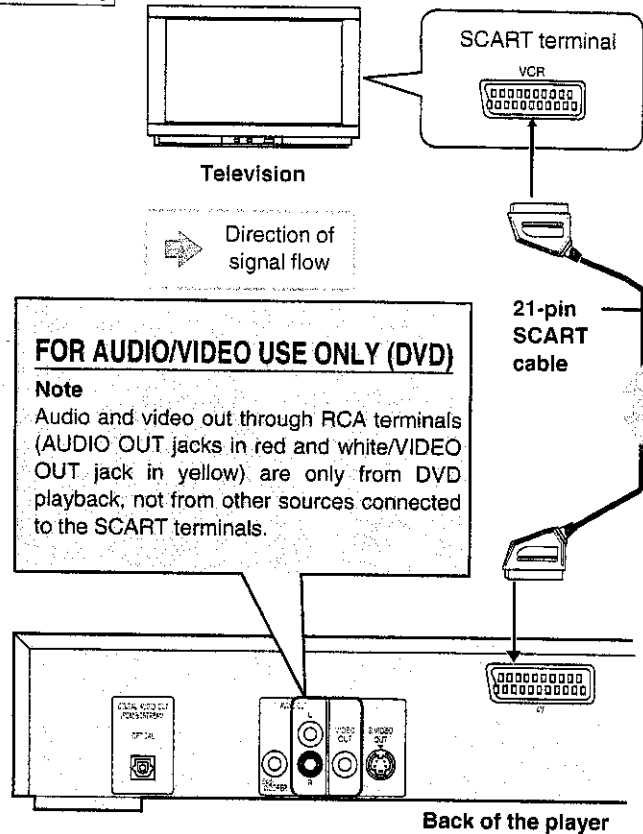 SCART terminal
VCR
Television
Direction of
signal flow
21-pin
SCART
cable
FOR AUDIO/VIDEO USE ONLY (DVD)
Note
Audio and video out through RCA terminals
(AUDIO OUT jacks in red and white/VIDEO
OUT jack in yellow) are only from DVD
playback, not from other sources connected
to the SCART terminals.
OPTICAL
L
VIDEO
OUT
S VIDEO
OUT
R
Back of the player